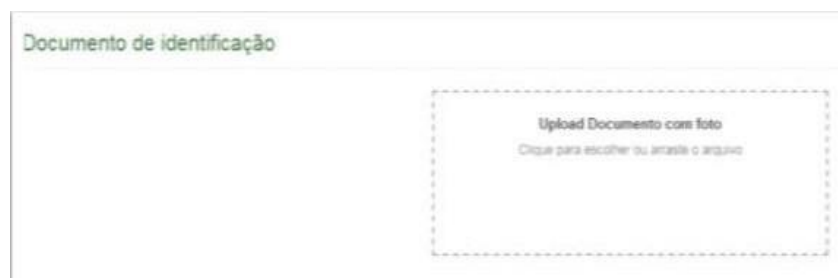 Documento de identificação
Upload Documento com foto
Clique para escolher ou arraste o arquivo